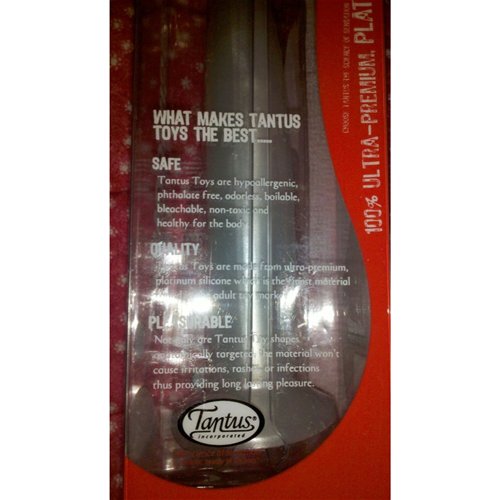 WHAT MAKES TANTUS
TOYS THE BEST....
SAFE
Tantus Toys are hypoallergenic,
phthalate free, odorless, boilable,
bleachable, non-toxic and
healthy for the body
QUALITY
Tantus Toys are made from ultra-premium,
platinum silicone which is the finest material
adult toy
PLEASURABLE
Not only are Tantus Toy shapes
targeted, the material won't
cause irritations, rashes or infections
thus providing long lasting pleasure.
Tantus®
incorporated
100% ULTRA-PREMIUM PLAT